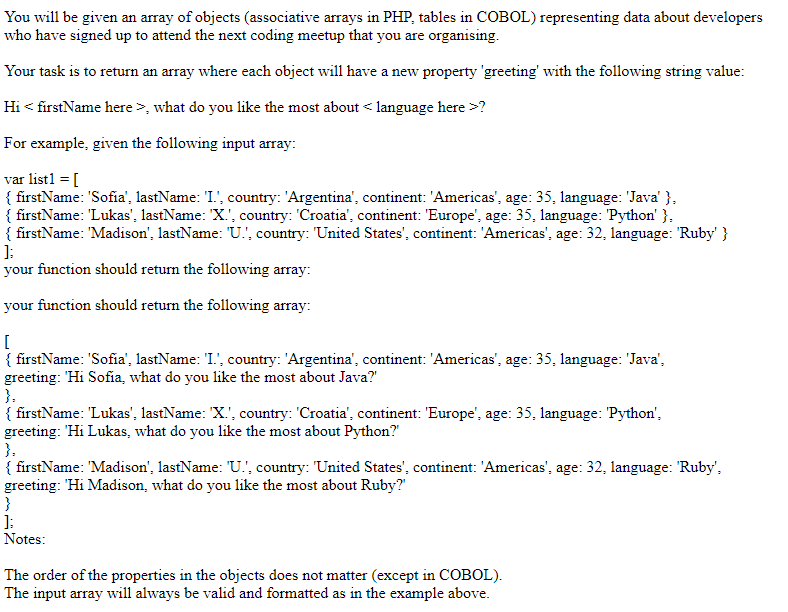 You will be given an array of objects (associative arrays in PHP, tables in COBOL) representing data about developers
who have signed up to attend the next coding meetup that you are organising.
Your task is to return an array where each object will have a new property 'greeting' with the following string value:
Hi < firstName here >, what do you like the most about < language here >?
For example, given the following input array:
var list1 = [
{ firstName: 'Sofia', lastName: 'I.', country: 'Argentina', continent: 'Americas', age: 35, language: 'Java' },
{ firstName: 'Lukas', lastName: 'X.', country: 'Croatia', continent: 'Europe', age: 35, language: 'Python' },
{ firstName: 'Madison', lastName: 'U.', country: 'United States', continent: 'Americas', age: 32, language: 'Ruby' }
];
your function should return the following array:
your function should return the following array:
[
{ firstName: 'Sofia', lastName: 'I.', country: 'Argentina', continent: 'Americas', age: 35, language: 'Java',
greeting: 'Hi Sofia, what do you like the most about Java?'
},
{ firstName: 'Lukas', lastName: 'X.', country: 'Croatia', continent: 'Europe', age: 35, language: 'Python',
greeting: 'Hi Lukas, what do you like the most about Python?'
},
{ firstName: 'Madison', lastName: 'U.', country: 'United States', continent: 'Americas', age: 32, language: 'Ruby',
greeting: 'Hi Madison, what do you like the most about Ruby?'
}
];
Notes:
The order of the properties in the objects does not matter (except in COBOL).
The input array will always be valid and formatted as in the example above.